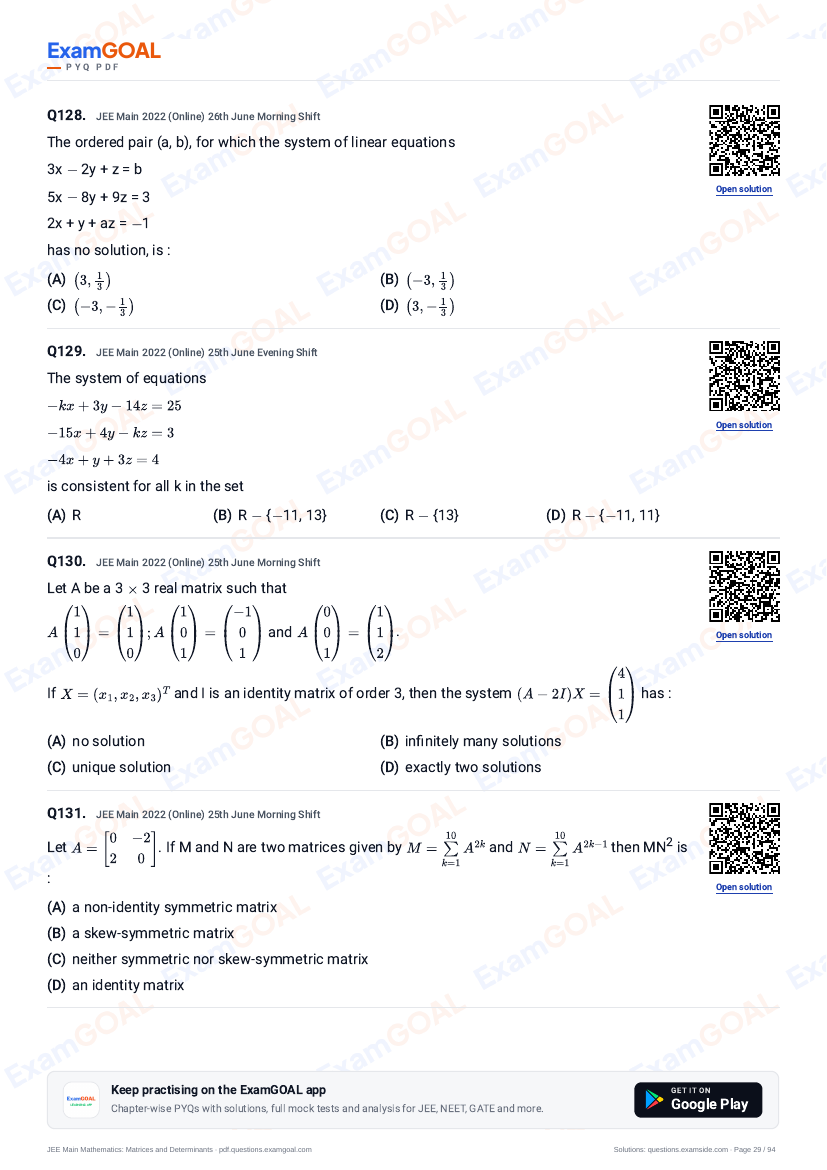 ExamGOAL
PYQ PDF
Q128. JEE Main 2022 (Online) 26th June Morning Shift
The ordered pair (a, b), for which the system of linear equations
3x − 2y + z = b
5x − 8y + 9z = 3
2x + y + az = −1
has no solution, is :
(A) (3, 1/3) (B) (−3, 1/3)
(C) (−3, −1/3) (D) (3, −1/3)
Open solution
Q129. JEE Main 2022 (Online) 25th June Evening Shift
The system of equations
−kx + 3y − 14z = 25
−15x + 4y − kz = 3
−4x + y + 3z = 4
is consistent for all k in the set
(A) R (B) R − {−11, 13} (C) R − {13} (D) R − {−11, 11}
Open solution
Q130. JEE Main 2022 (Online) 25th June Morning Shift
Let A be a 3 × 3 real matrix such that
A (1 1 0) = (1 1 0); A (1 0 1) = (−1 0 1) and A (0 0 1) = (1 1 2).
If X = (x₁, x₂, x₃)ᵀ and I is an identity matrix of order 3, then the system (A − 2I)X = (4 1 1) has :
(A) no solution (B) infinitely many solutions
(C) unique solution (D) exactly two solutions
Open solution
Q131. JEE Main 2022 (Online) 25th June Morning Shift
Let A = [0 −2 2 0]. If M and N are two matrices given by M = ∑_{k=1}^{10} A^{2k} and N = ∑_{k=1}^{10} A^{2k−1} then MN² is
:
(A) a non-identity symmetric matrix
(B) a skew-symmetric matrix
(C) neither symmetric nor skew-symmetric matrix
(D) an identity matrix
Open solution
Keep practising on the ExamGOAL app
Chapter-wise PYQs with solutions, full mock tests and analysis for JEE, NEET, GATE and more.
GET IT ON
Google Play
JEE Main Mathematics: Matrices and Determinants · pdf.questions.examgoal.com
Solutions: questions.examside.com · Page 29 / 94